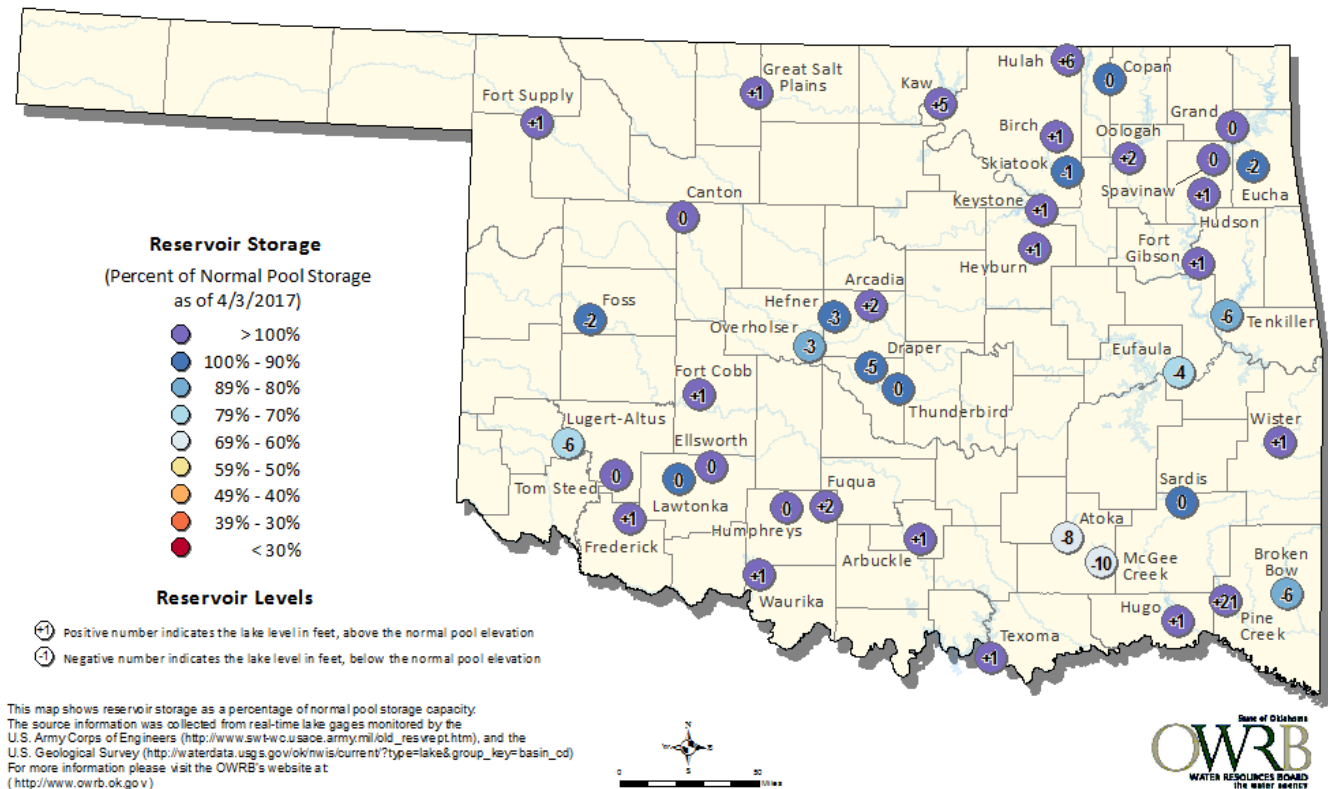 Hulah
+6
Copan
0
Great Salt
Plains
+1
Kaw
+5
Fort Supply
+1
Grand
0
Birch
+1
Oologah
+2
0
-2
Skiatook
-1
Spavinaw
Eucha
Canton
0
Keystone
+1
+1
Hudson
Heyburn
+1
Fort
Gibson
+1
Reservoir Storage
(Percent of Normal Pool Storage
as of 4/3/2017)
>100%
100% - 90%
89% - 80%
79% - 70%
69% - 60%
59% - 50%
49% - 40%
39% - 30%
<30%
Arcadia
+2
Foss
-2
Hefner
-3
Overholser
-3
Tenkiller
-6
Draper
-5
Eufaula
-4
Fort Cobb
+1
0
Thunderbird
Lugert-Altus
-6
Ellsworth
0
Wister
+1
Tom Steed
0
0
Lawtonka
Fuqua
+2
Sardis
0
Frederick
+1
0
Humphreys
Arbuckle
+1
Atoka
-8
-10
McGee
Creek
Broken
Bow
-6
+1
Waurika
Hugo
+1
+21
Pine
Creek
Texoma
+1
Reservoir Levels
+1 Positive number indicates the lake level in feet, above the normal pool elevation
-1 Negative number indicates the lake level in feet, below the normal pool elevation
This map shows reservoir storage as a percentage of normal pool storage capacity.
The source information was collected from real-time lake gages monitored by the
U.S. Army Corps of Engineers (http://www.swt-wc.usace.army.mil/old_resvrept.htm), and the
U.S. Geological Survey (http://waterdata.usgs.gov/ok/nwis/current/?type=lake&group_key=basin_cd)
For more information please visit the OWRB's website at
(http://www.owrb.ok.gov)
N
S
0 50
Miles
State of Oklahoma
OWRB
WATER RESOURCES BOARD
the water agency